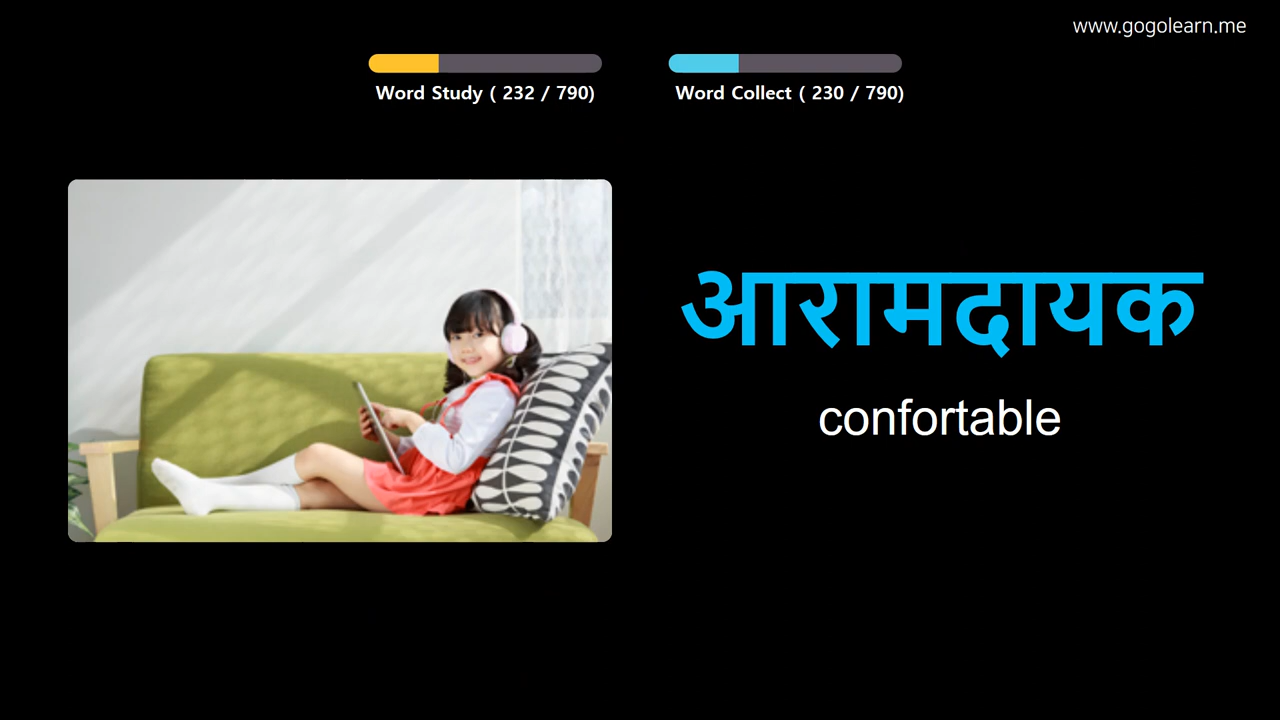 www.gogolearn.me
Word Study ( 232 / 790)
Word Collect ( 230 / 790)
आरामदायक
confortable